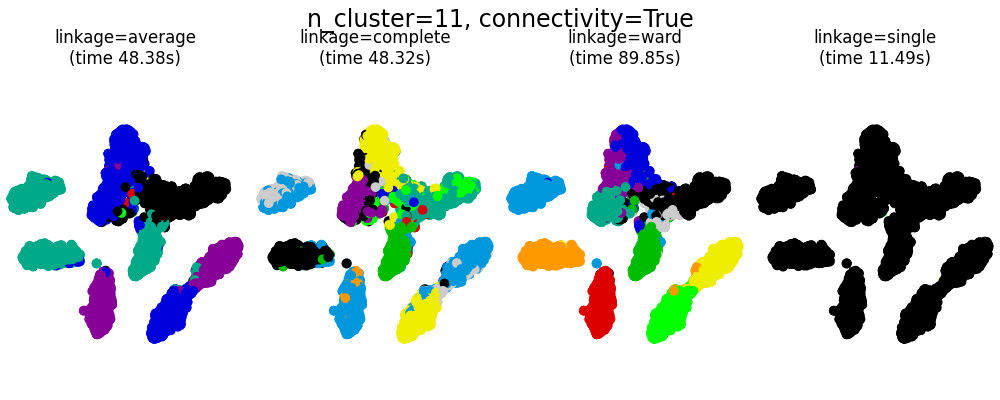 n_cluster=11, connectivity=True
linkage=average
(time 48.38s)
linkage=complete
(time 48.32s)
linkage=ward
(time 89.85s)
linkage=single
(time 11.49s)